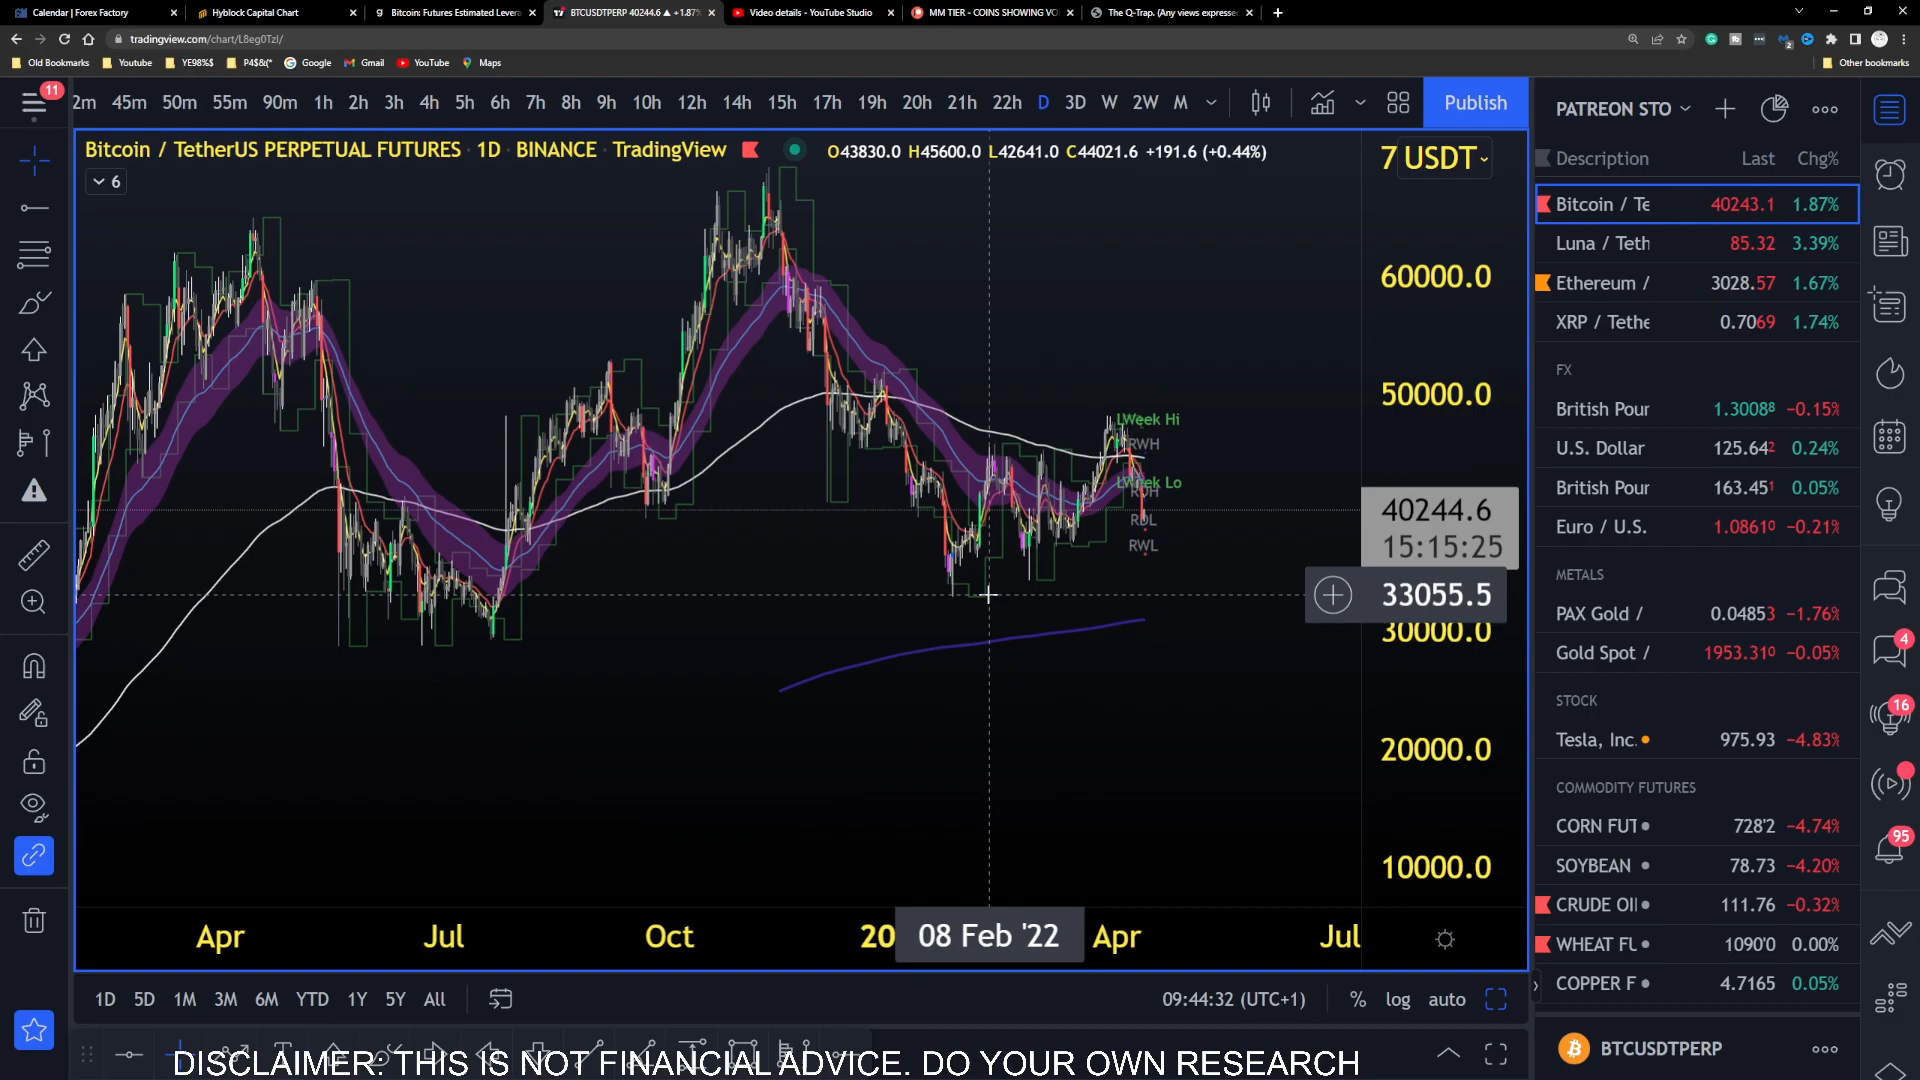 Calendar | Forex Factory
Hyblock Capital Chart
Bitcoin: Futures Estimated Levera
BTCUSDTPERP 40244.6 ▲ +1.87%
Video details - YouTube Studio
MM TIER - COINS SHOWING VO
The Q-Trap. (Any views expresse
tradingview.com/chart/L8eg0TzI/
Old Bookmarks
Youtube
YE98%$
P4$&(*
Google
Gmail
YouTube
Maps
Other bookmarks
11
2m 45m 50m 55m 90m 1h 2h 3h 4h 5h 6h 7h 8h 9h 10h 12h 14h 15h 17h 19h 20h 21h 22h D 3D W 2W M
Publish
PATREON STO
Bitcoin / TetherUS PERPETUAL FUTURES · 1D · BINANCE · TradingView
O43830.0 H45600.0 L42641.0 C44021.6 +191.6 (+0.44%)
7 USDT
6
Description Last Chg%
Bitcoin / Te 40243.1 1.87%
Luna / Teth 85.32 3.39%
Ethereum / 3028.57 1.67%
XRP / Tethe 0.7069 1.74%
FX
British Pour 1.30088 −0.15%
U.S. Dollar 125.642 0.24%
British Pour 163.451 0.05%
Euro / U.S. 1.08610 −0.21%
METALS
PAX Gold / 0.04853 −1.76%
Gold Spot / 1953.310 −0.05%
STOCK
Tesla, Inc. 975.93 −4.83%
COMMODITY FUTURES
CORN FUT 728'2 −4.74%
SOYBEAN 78.73 −4.20%
CRUDE OIL 111.76 −0.32%
WHEAT FU 1090'0 0.00%
COPPER F 4.7165 0.05%
60000.0
50000.0
LWeek Hi
RWH
LWeek Lo
RDH
RDL
RWL
40244.6
15:15:25
33055.5
30000.0
20000.0
10000.0
Apr
Jul
Oct
20
08 Feb '22
Apr
Jul
4
16
95
1D 5D 1M 3M 6M YTD 1Y 5Y All
09:44:32 (UTC+1)
% log auto
BTCUSDTPERP
DISCLAIMER: THIS IS NOT FINANCIAL ADVICE. DO YOUR OWN RESEARCH